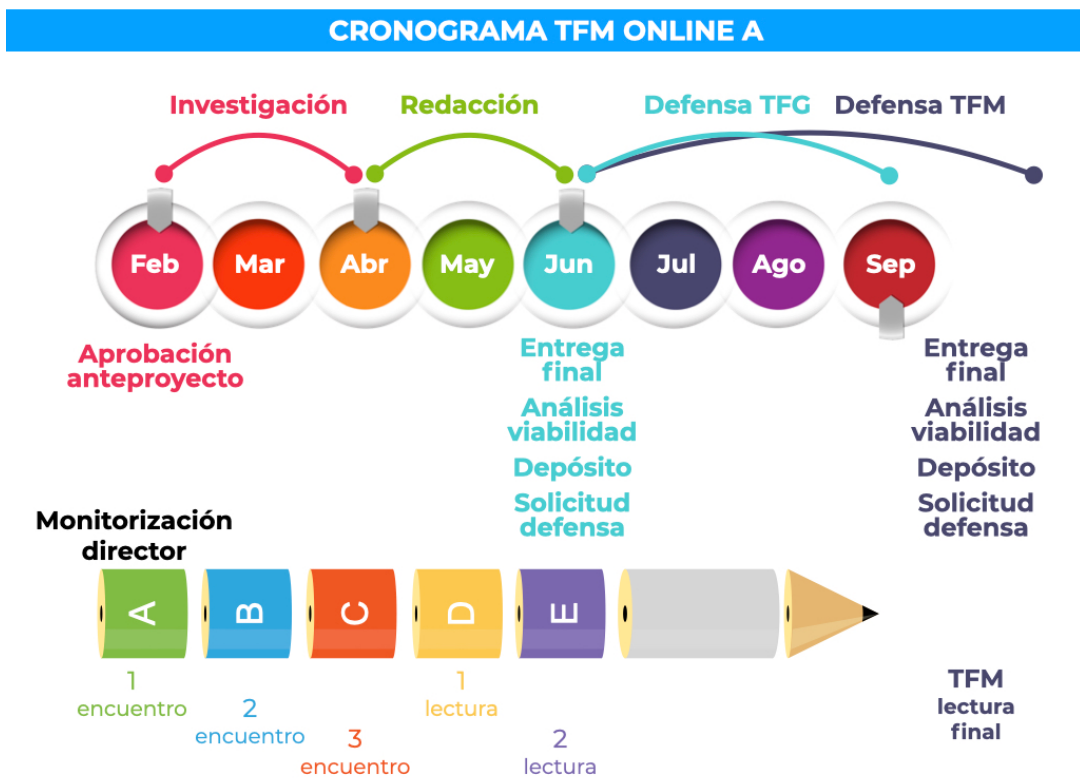 CRONOGRAMA TFM ONLINE A
Investigación
Redacción
Defensa TFG
Defensa TFM
Feb
Mar
Abr
May
Jun
Jul
Ago
Sep
Aprobación
anteproyecto
Entrega
final
Análisis
viabilidad
Depósito
Solicitud
defensa
Entrega
final
Análisis
viabilidad
Depósito
Solicitud
defensa
Monitorización
director
A
B
C
D
E
1
encuentro
2
encuentro
3
encuentro
1
lectura
2
lectura
TFM
lectura
final